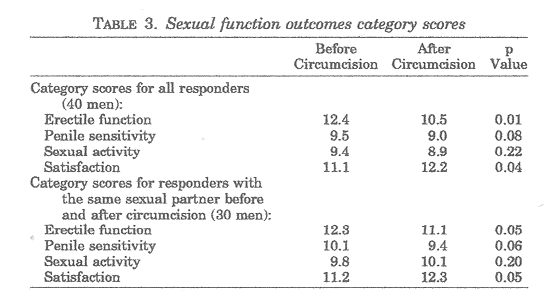 TABLE 3. Sexual function outcomes category scores
Before After p
Circumcision Circumcision Value
Category scores for all responders
(40 men):
Erectile function 12.4 10.5 0.01
Penile sensitivity 9.5 9.0 0.08
Sexual activity 9.4 8.9 0.22
Satisfaction 11.1 12.2 0.04
Category scores for responders with
the same sexual partner before
and after circumcision (30 men):
Erectile function 12.3 11.1 0.05
Penile sensitivity 10.1 9.4 0.06
Sexual activity 9.8 10.1 0.20
Satisfaction 11.2 12.3 0.05